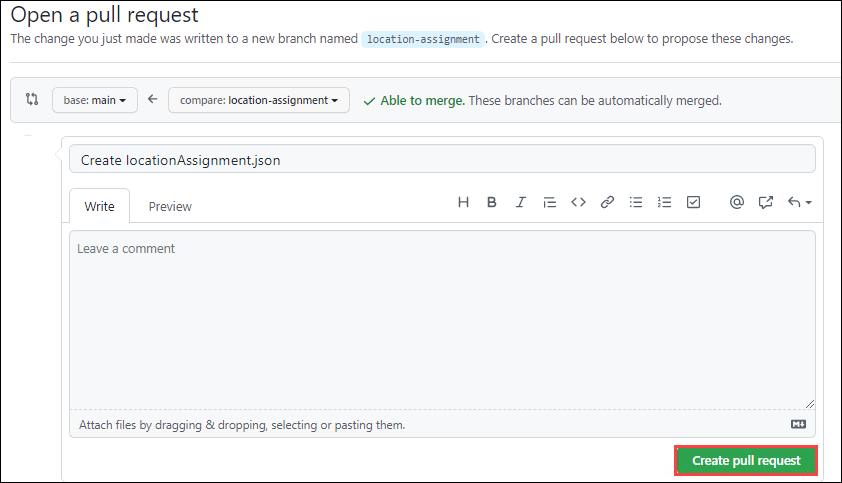 Open a pull request
The change you just made was written to a new branch named location-assignment. Create a pull request below to propose these changes.
base: main compare: location-assignment Able to merge. These branches can be automatically merged.
Create locationAssignment.json
Write Preview
Leave a comment
Attach files by dragging & dropping, selecting or pasting them.
Create pull request